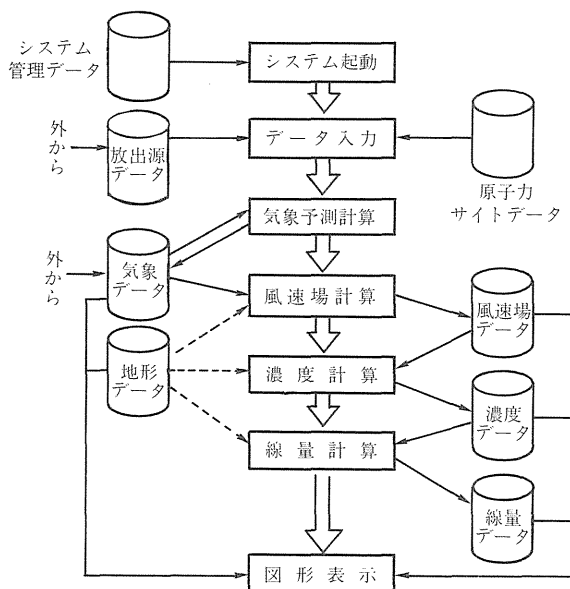 システム
管理データ
システム起動
外から
放出源
データ
データ入力
原子力
サイトデータ
気象予測計算
外から
気象
データ
風速場計算
風速場
データ
地形
データ
濃度計算
濃度
データ
線量計算
線量
データ
図形表示